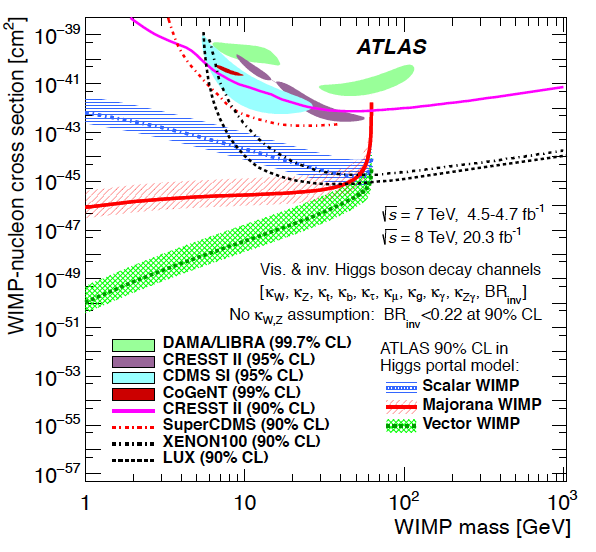 WIMP-nucleon cross section [cm²]
10⁻³⁹
10⁻⁴¹
10⁻⁴³
10⁻⁴⁵
10⁻⁴⁷
10⁻⁴⁹
10⁻⁵¹
10⁻⁵³
10⁻⁵⁵
10⁻⁵⁷
ATLAS
√s = 7 TeV, 4.5-4.7 fb⁻¹
√s = 8 TeV, 20.3 fb⁻¹
Vis. & inv. Higgs boson decay channels
[κ_W, κ_Z, κ_t, κ_b, κ_τ, κ_μ, κ_g, κ_γ, κ_Zγ, BR_inv]
No κ_W,Z assumption: BR_inv<0.22 at 90% CL
DAMA/LIBRA (99.7% CL)
CRESST II (95% CL)
CDMS SI (95% CL)
CoGeNT (99% CL)
CRESST II (90% CL)
SuperCDMS (90% CL)
XENON100 (90% CL)
LUX (90% CL)
ATLAS 90% CL in
Higgs portal model:
Scalar WIMP
Majorana WIMP
Vector WIMP
1 10 10² 10³
WIMP mass [GeV]